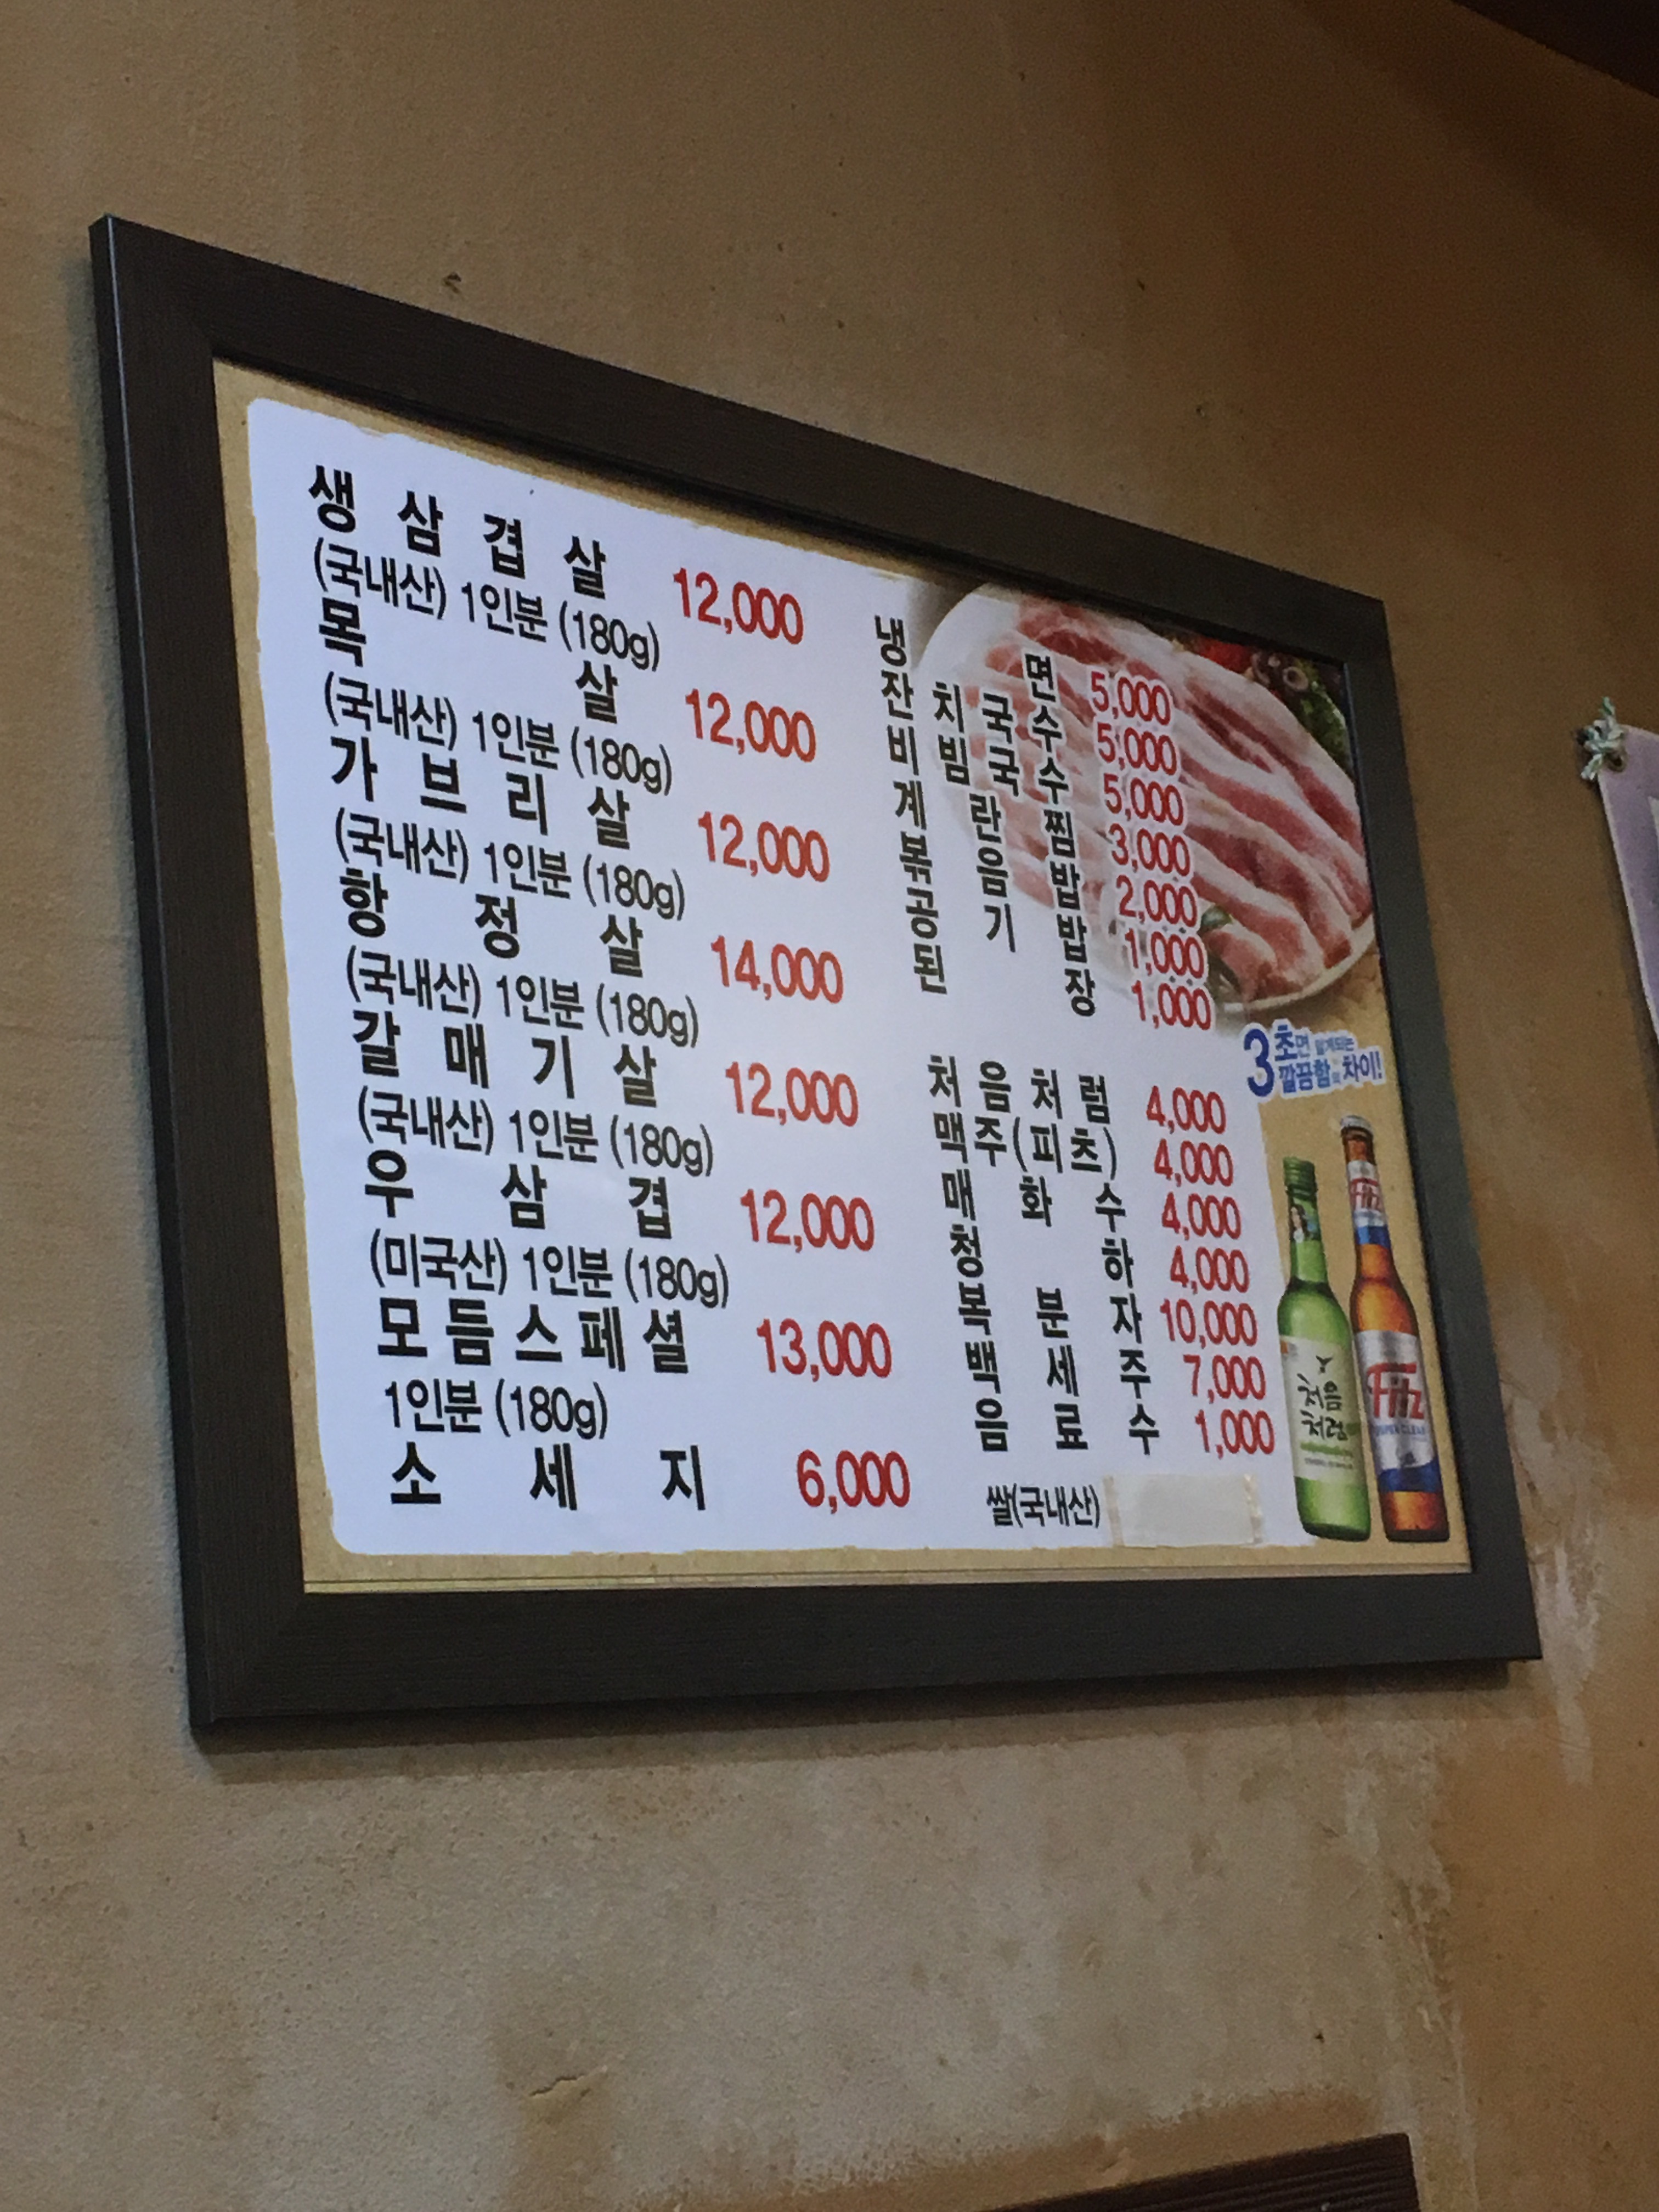 생삼겹살 12,000
(국내산) 1인분 (180g)
목살 12,000
(국내산) 1인분 (180g)
가브리살 12,000
(국내산) 1인분 (180g)
항정살 14,000
(국내산) 1인분 (180g)
갈매기살 12,000
(국내산) 1인분 (180g)
우삼겹 12,000
(미국산) 1인분 (180g)
모듬스페셜 13,000
1인분 (180g)
소세지 6,000
냉면 5,000
잔치국수 5,000
비빔국수 5,000
계란찜 3,000
볶음밥 2,000
공기밥 1,000
된장 1,000
처음처럼 4,000
맥주(피츠) 4,000
매화수 4,000
청하 4,000
복분자 10,000
백세주 7,000
음료수 1,000
쌀(국내산)
3초면 알게되는
깔끔함의 차이!
Fitz
처음
처럼
Fitz
SUPER CLEAR